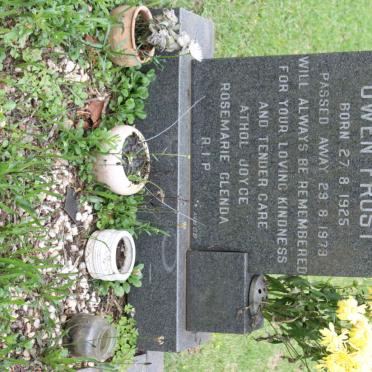 OWEN FROST
BORN 27. 8. 1925
PASSED AWAY 29. 8. 1979
WILL ALWAYS BE REMEMBERED
FOR YOUR LOVING KINDNESS
AND TENDER CARE
ATHOL JOYCE
ROSEMARIE GLENDA
R.I.P.